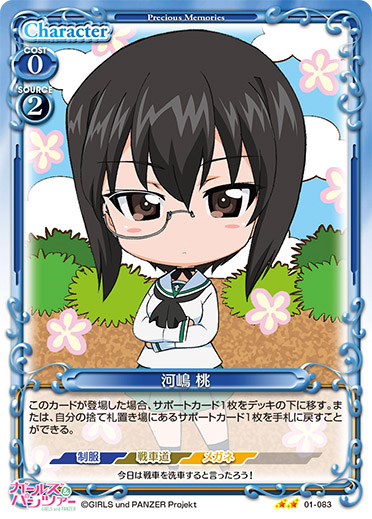 Precious Memories
Character
COST
0
SOURCE
2
河嶋 桃
このカードが登場した場合、サポートカード1枚をデッキの下に移す。ま
たは、自分の捨て札置き場にあるサポートカード1枚を手札に戻すこと
ができる。
制服 戦車道 メガネ
今日は戦車を洗車すると言ったろう!
ガールズ&パンツァー
GIRLS und PANZER
©GIRLS und PANZER Projekt
01-083